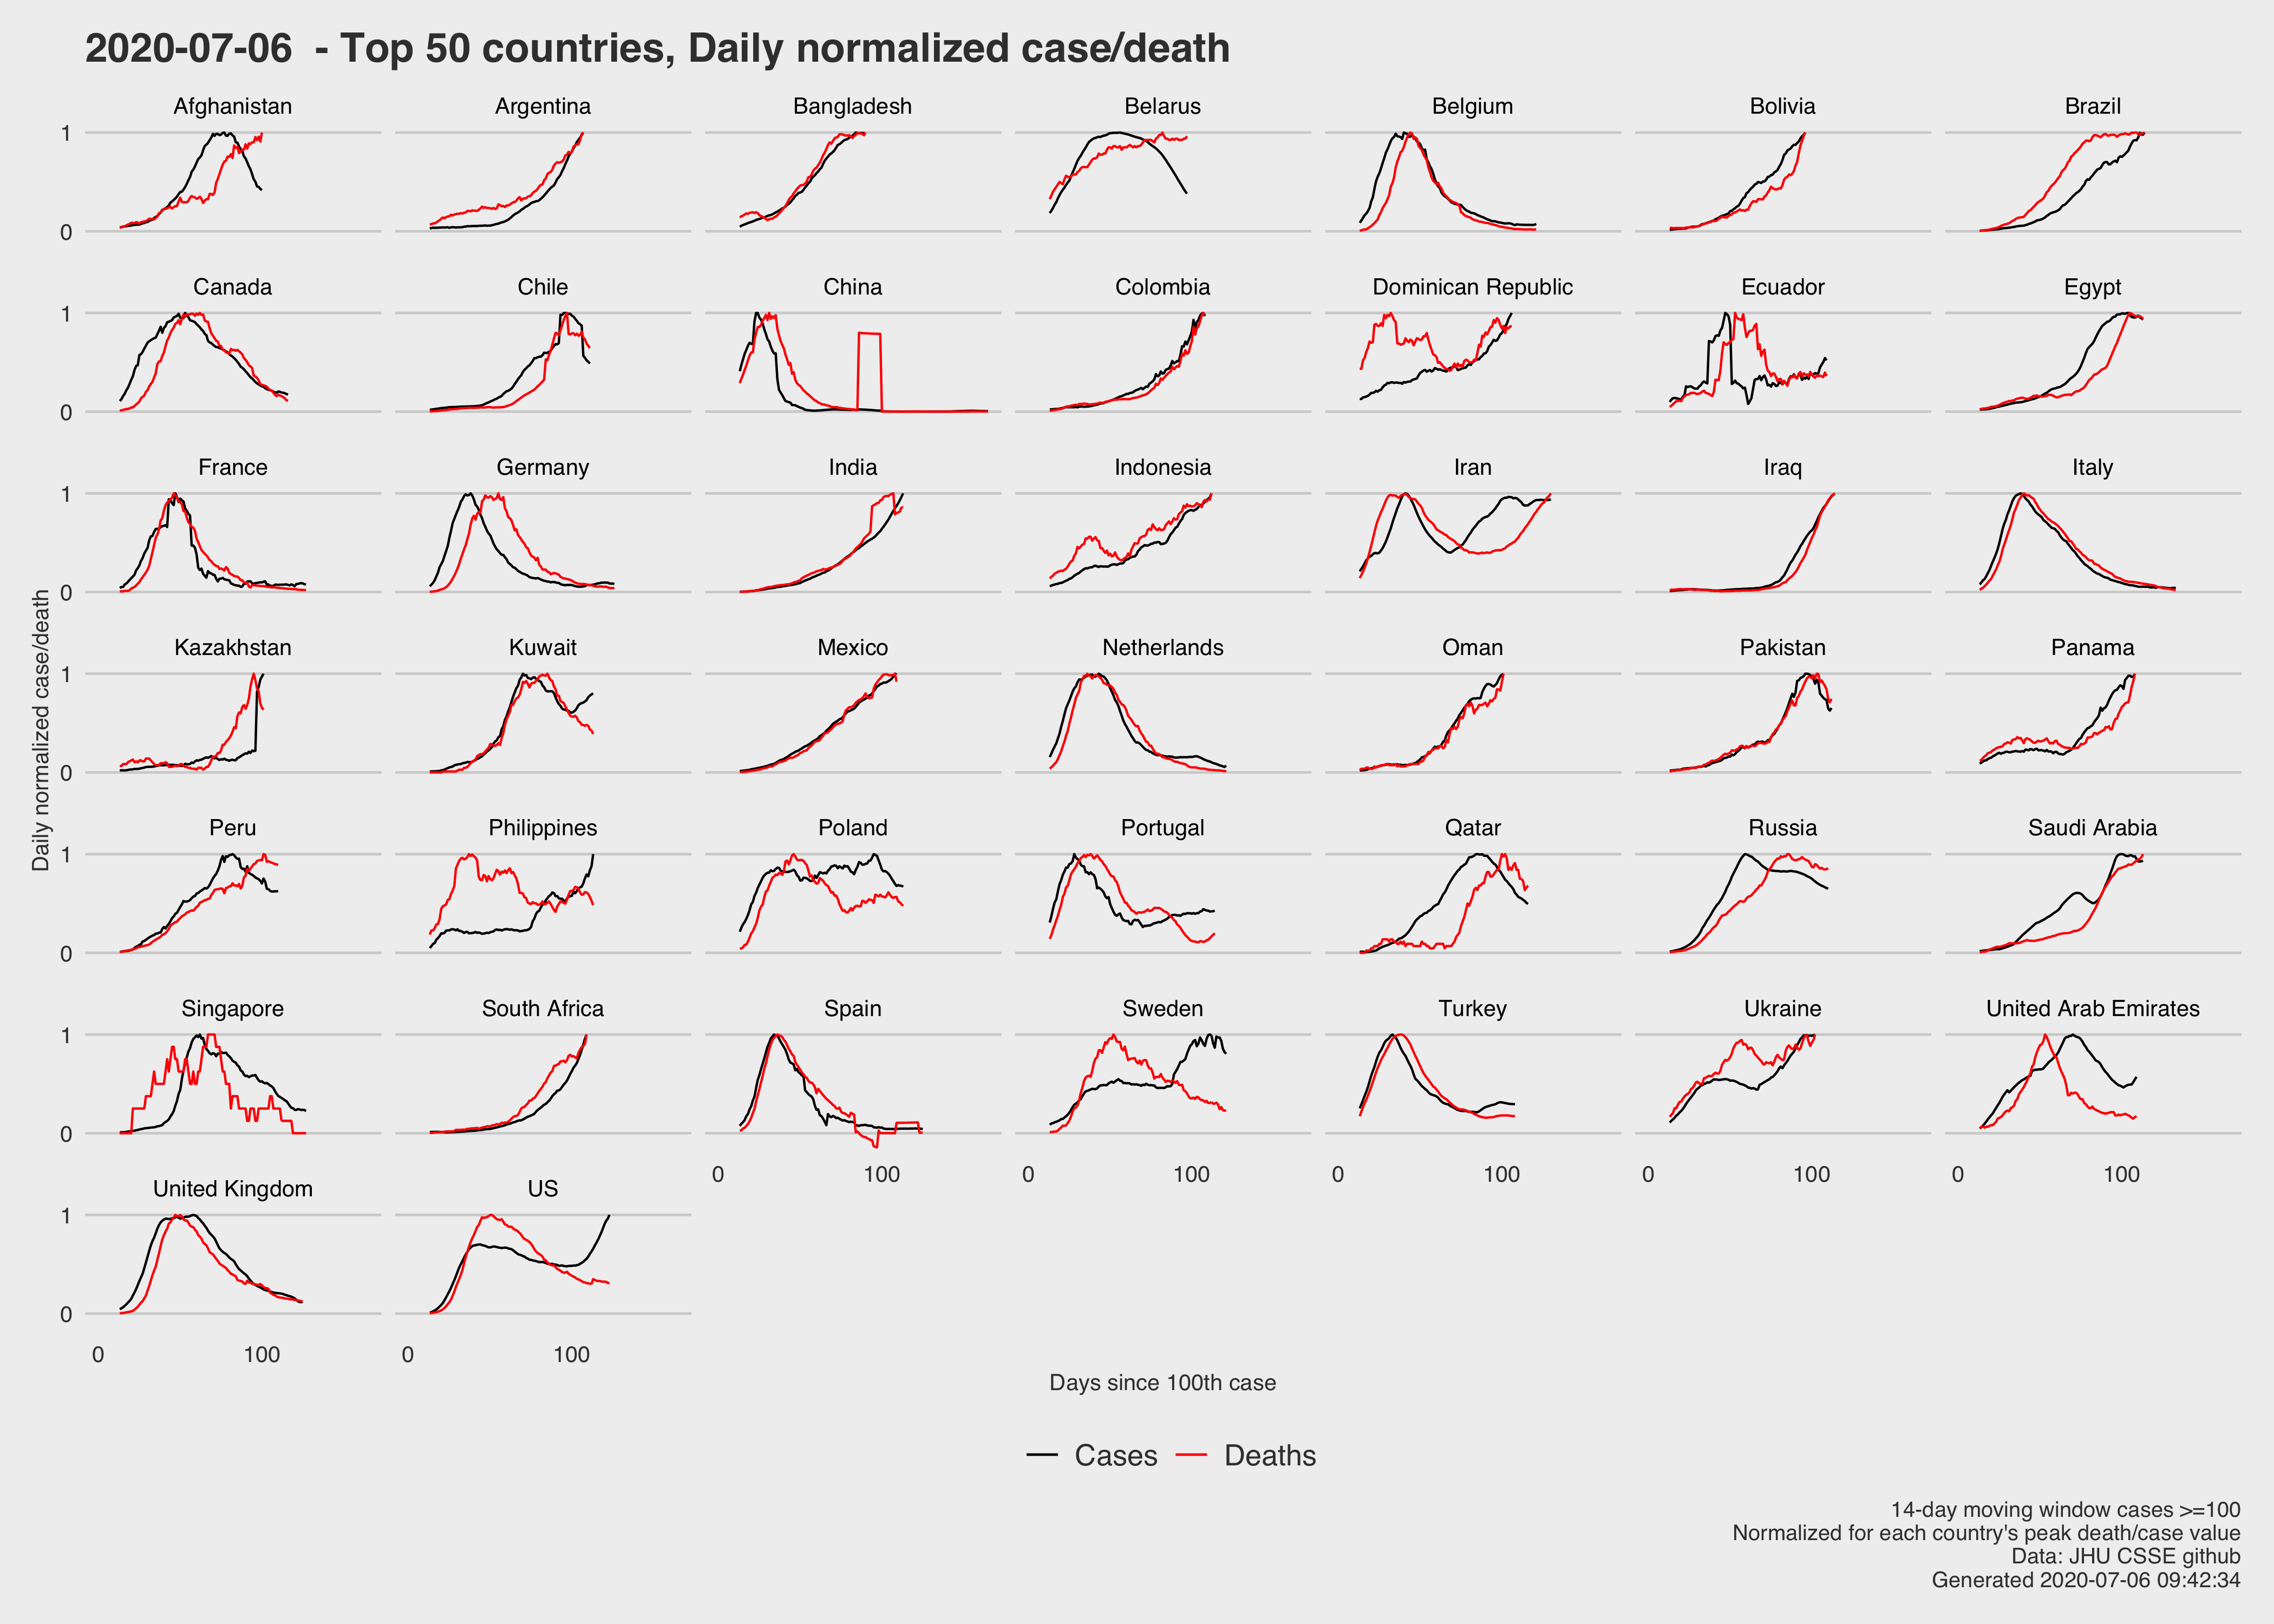 2020-07-06  - Top 50 countries, Daily normalized case/death
Afghanistan Argentina Bangladesh Belarus Belgium Bolivia Brazil
1
0
Canada Chile China Colombia Dominican Republic Ecuador Egypt
1
0
France Germany India Indonesia Iran Iraq Italy
1
0
Daily normalized case/death
Kazakhstan Kuwait Mexico Netherlands Oman Pakistan Panama
1
0
Peru Philippines Poland Portugal Qatar Russia Saudi Arabia
1
0
Singapore South Africa Spain Sweden Turkey Ukraine United Arab Emirates
1
0
0 100 0 100 0 100 0 100 0 100
United Kingdom US
1
0
0 100 0 100
Days since 100th case
Cases Deaths
14-day moving window cases >=100
Normalized for each country's peak death/case value
Data: JHU CSSE github
Generated 2020-07-06 09:42:34